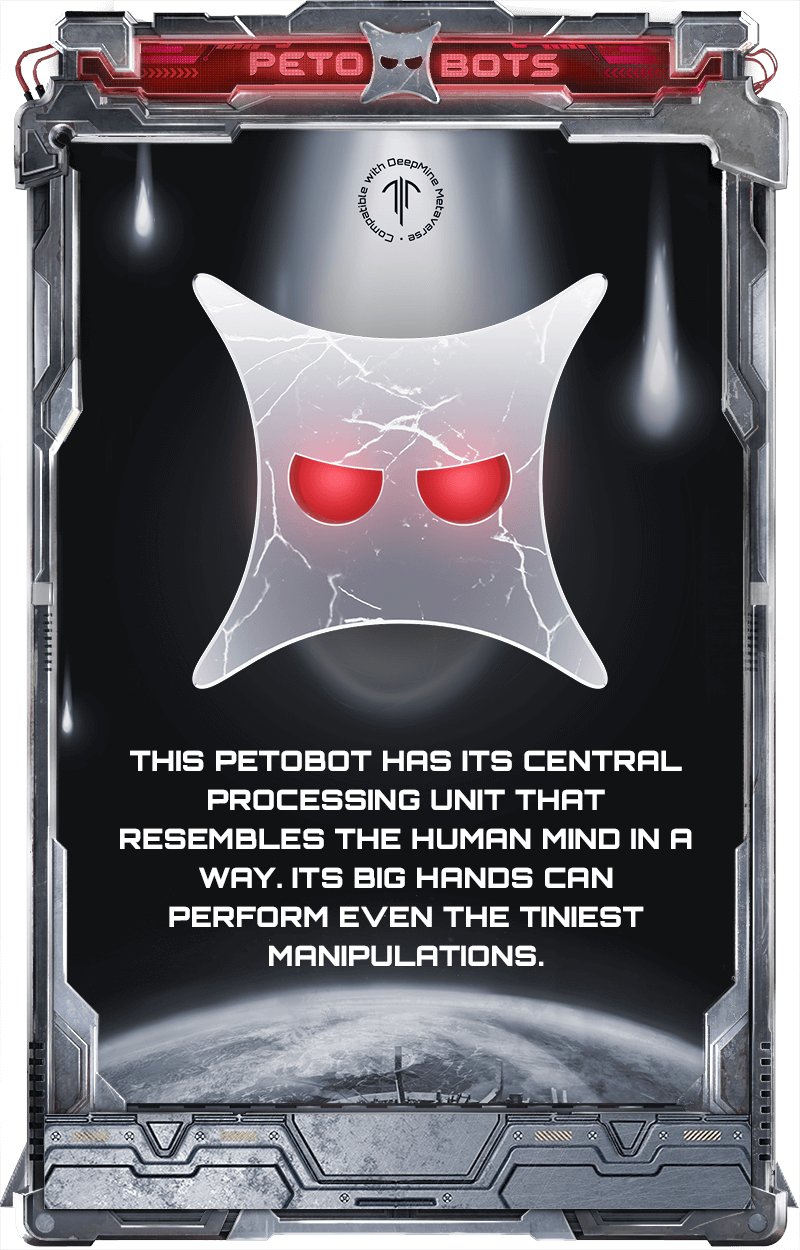 PETO BOTS
Compatible with DeepMine Metaverse •
THIS PETOBOT HAS ITS CENTRAL
PROCESSING UNIT THAT
RESEMBLES THE HUMAN MIND IN A
WAY. ITS BIG HANDS CAN
PERFORM EVEN THE TINIEST
MANIPULATIONS.